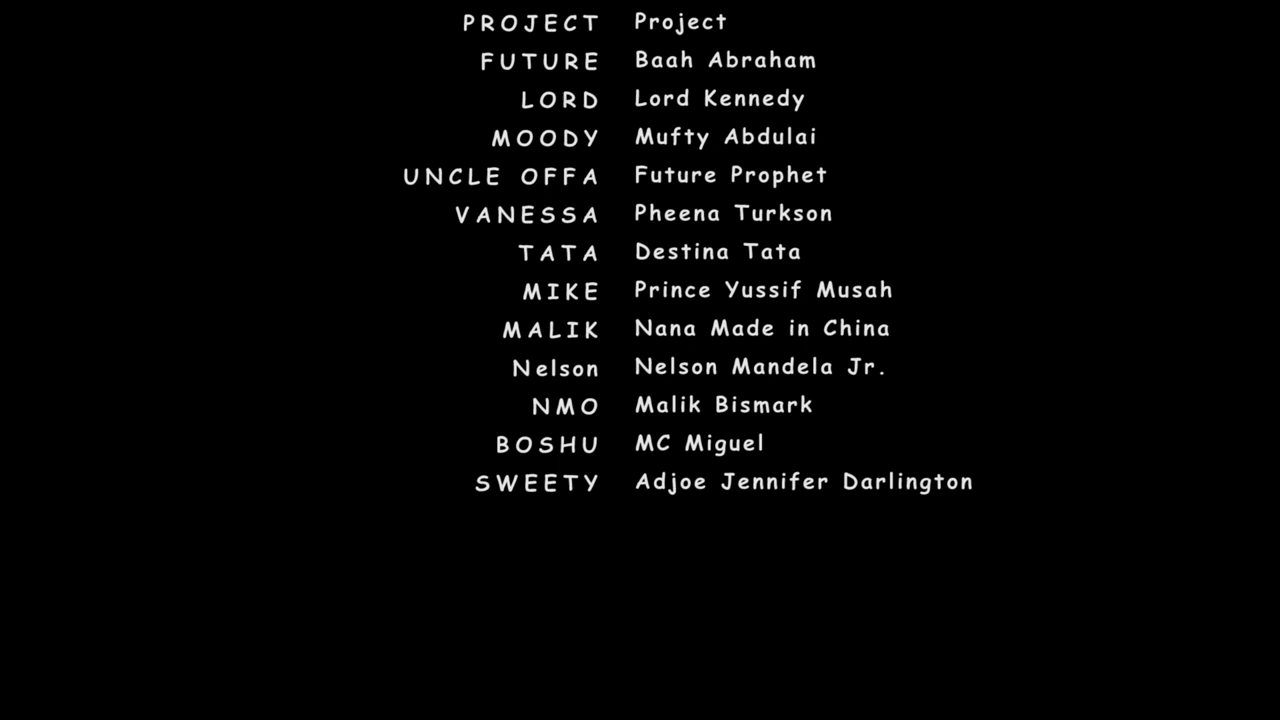 PROJECT Project
FUTURE Baah Abraham
LORD Lord Kennedy
MOODY Mufty Abdulai
UNCLE OFFA Future Prophet
VANESSA Pheena Turkson
TATA Destina Tata
MIKE Prince Yussif Musah
MALIK Nana Made in China
Nelson Nelson Mandela Jr.
NMO Malik Bismark
BOSHU MC Miguel
SWEETY Adjoe Jennifer Darlington